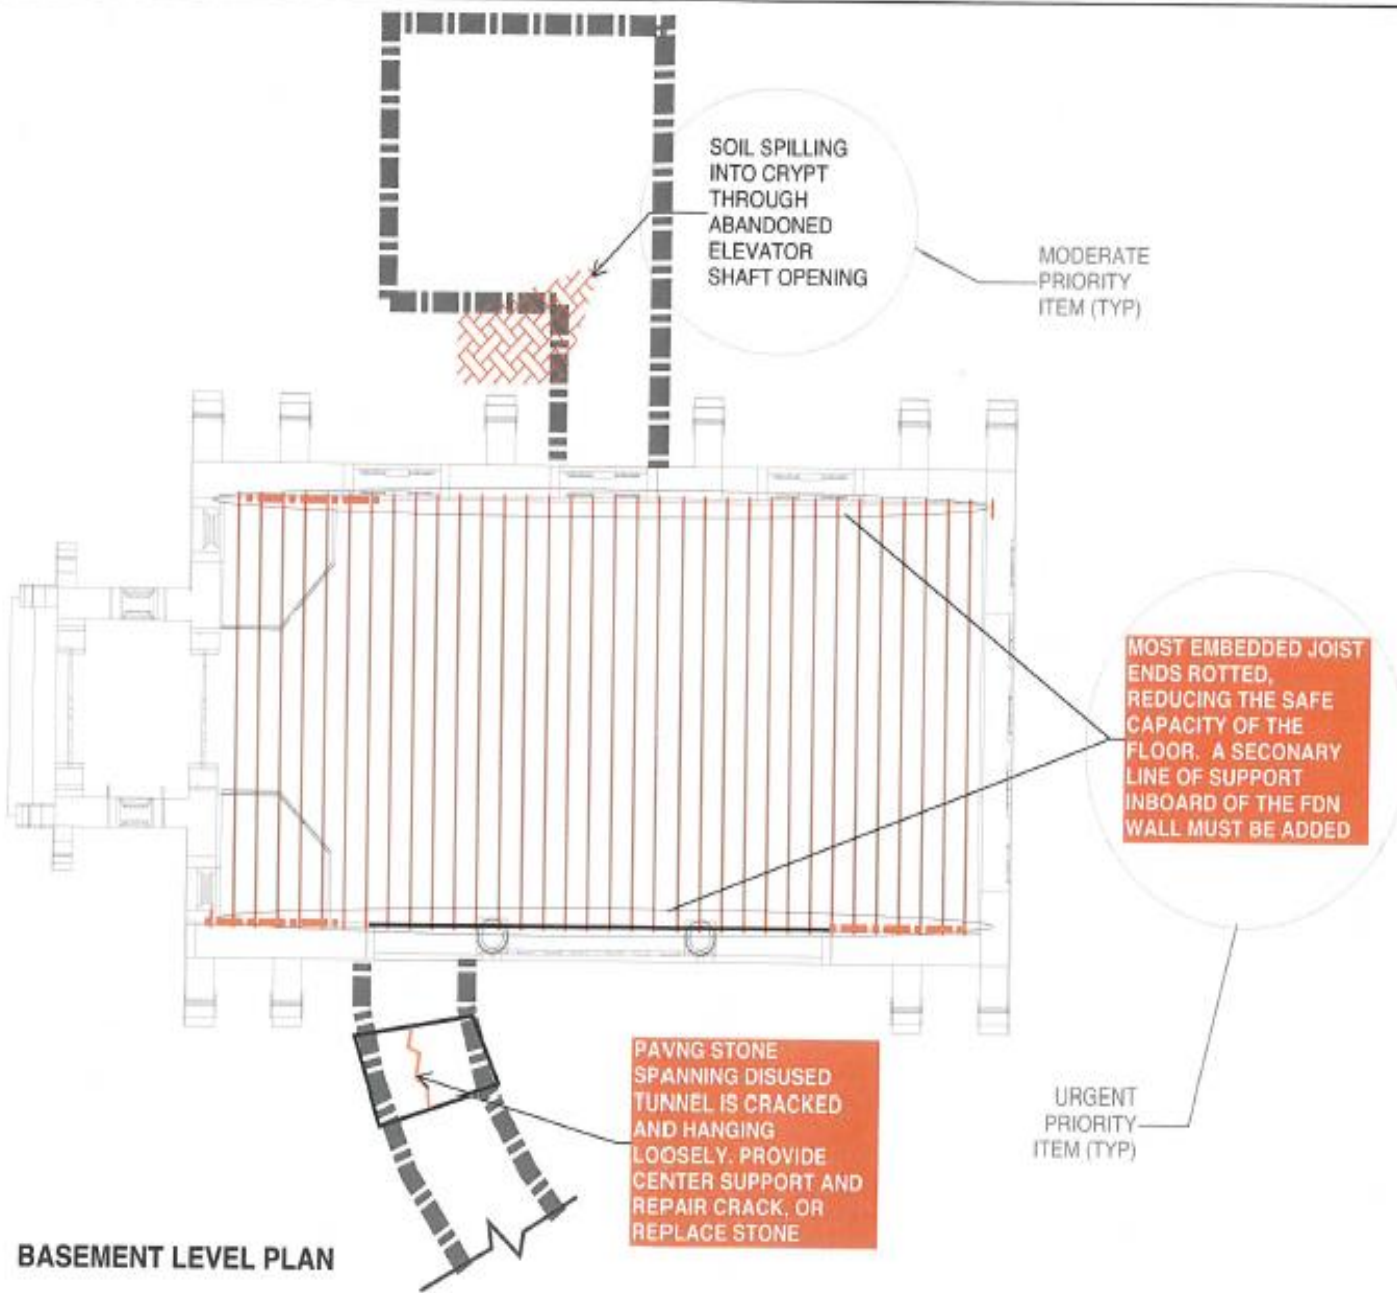 SOIL SPILLING
INTO CRYPT
THROUGH
ABANDONED
ELEVATOR
SHAFT OPENING
MODERATE
PRIORITY
ITEM (TYP)
MOST EMBEDDED JOIST
ENDS ROTTED,
REDUCING THE SAFE
CAPACITY OF THE
FLOOR.  A SECONARY
LINE OF SUPPORT
INBOARD OF THE FDN
WALL MUST BE ADDED
PAVNG STONE
SPANNING DISUSED
TUNNEL IS CRACKED
AND HANGING
LOOSELY. PROVIDE
CENTER SUPPORT AND
REPAIR CRACK, OR
REPLACE STONE
URGENT
PRIORITY
ITEM (TYP)
BASEMENT LEVEL PLAN